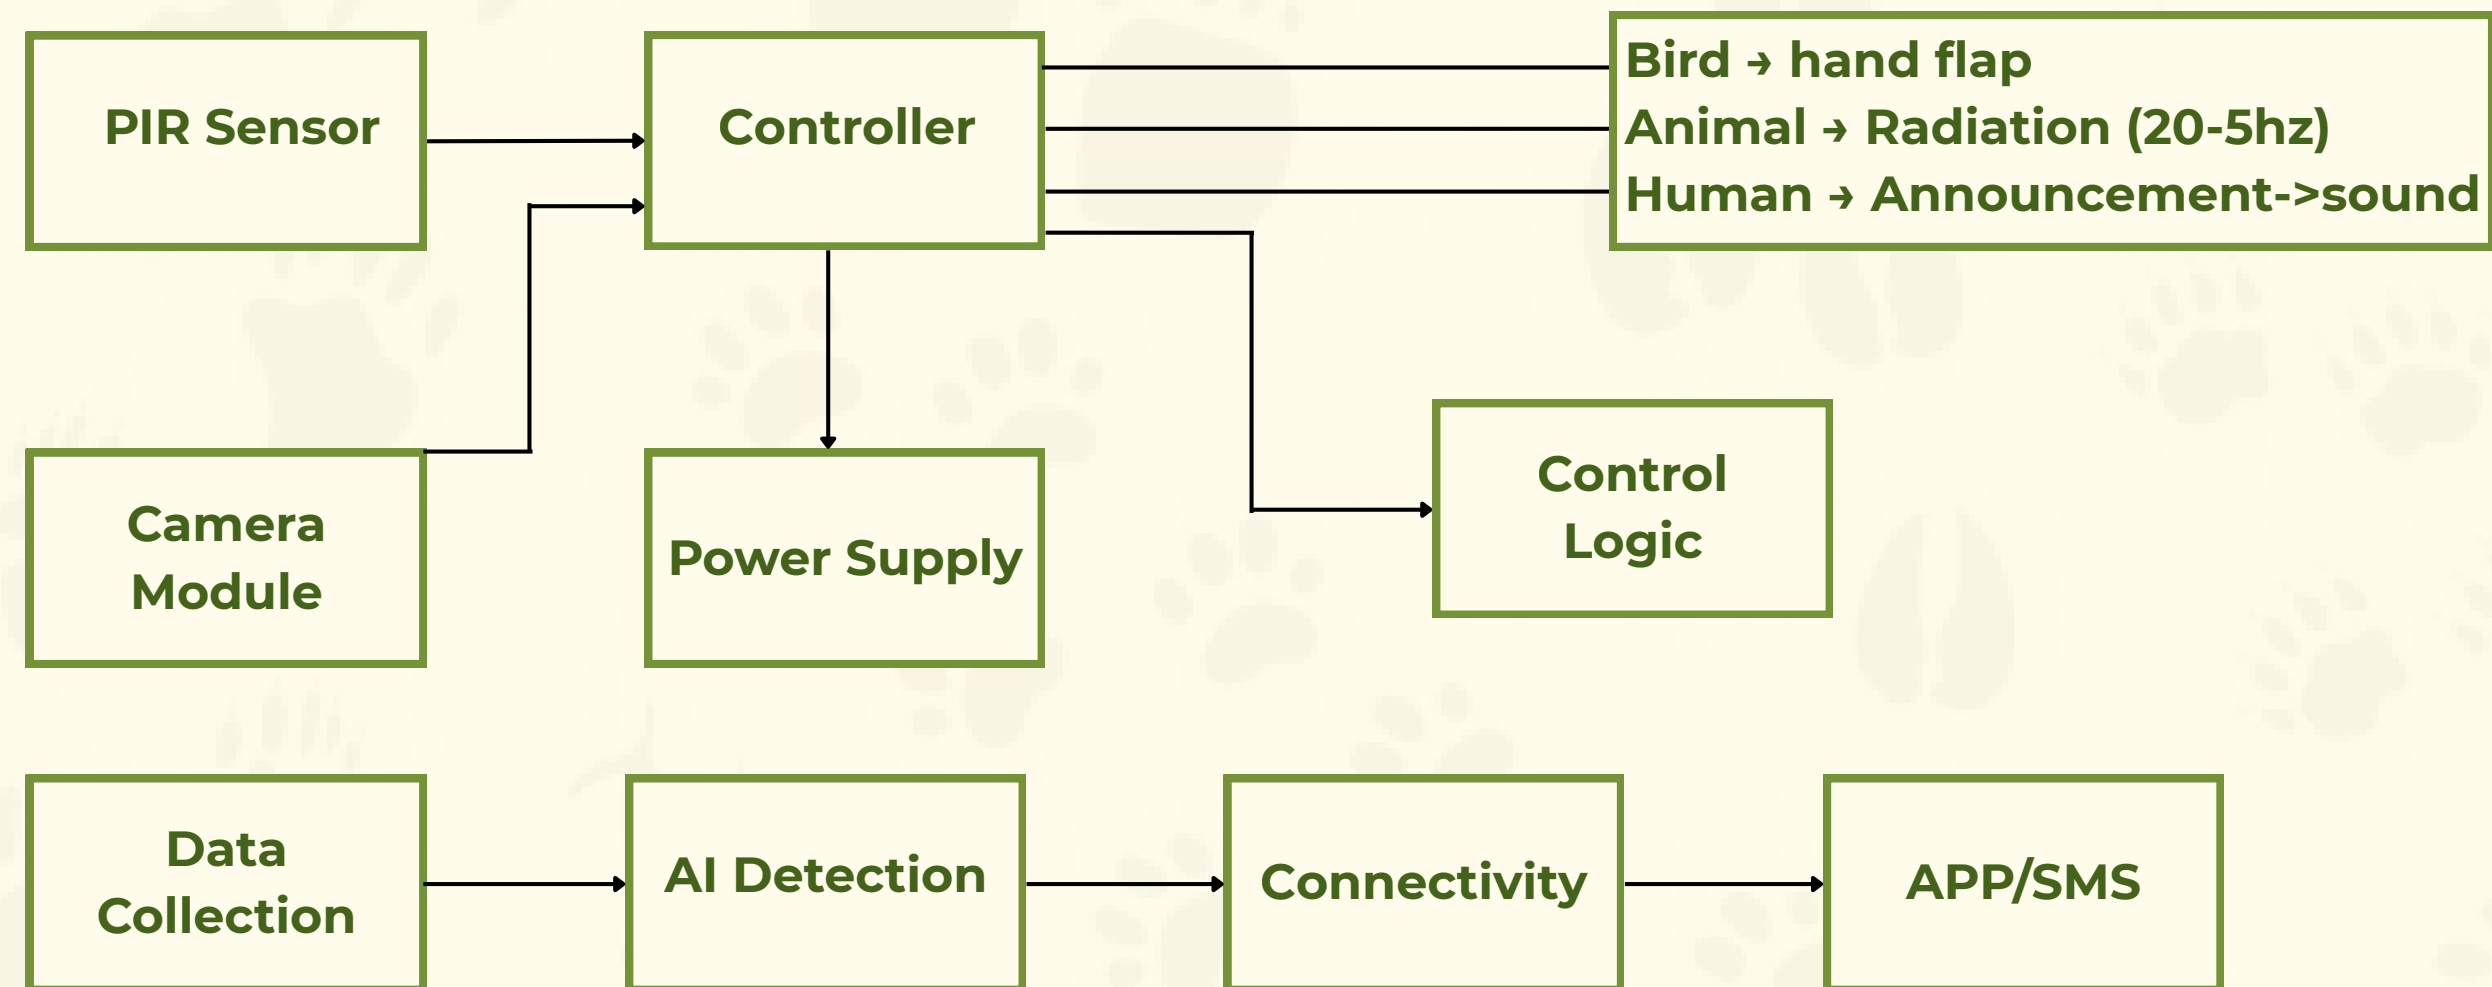 PIR Sensor
Controller
Bird → hand flap
Animal → Radiation (20-5hz)
Human → Announcement->sound
Camera
Module
Power Supply
Control
Logic
Data
Collection
AI Detection
Connectivity
APP/SMS